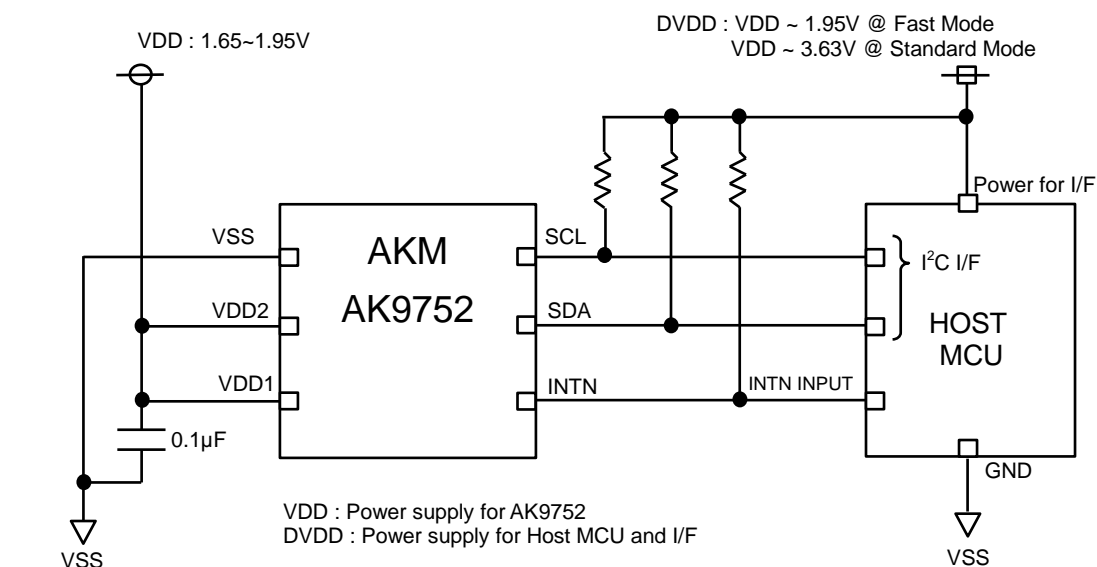 VDD : 1.65~1.95V
DVDD : VDD ~ 1.95V @ Fast Mode
VDD ~ 3.63V @ Standard Mode
Power for I/F
VSS
AKM
AK9752
SCL
I²C I/F
VDD2
SDA
HOST
MCU
VDD1
INTN
INTN INPUT
0.1µF
GND
VDD : Power supply for AK9752
DVDD : Power supply for Host MCU and I/F
VSS
VSS